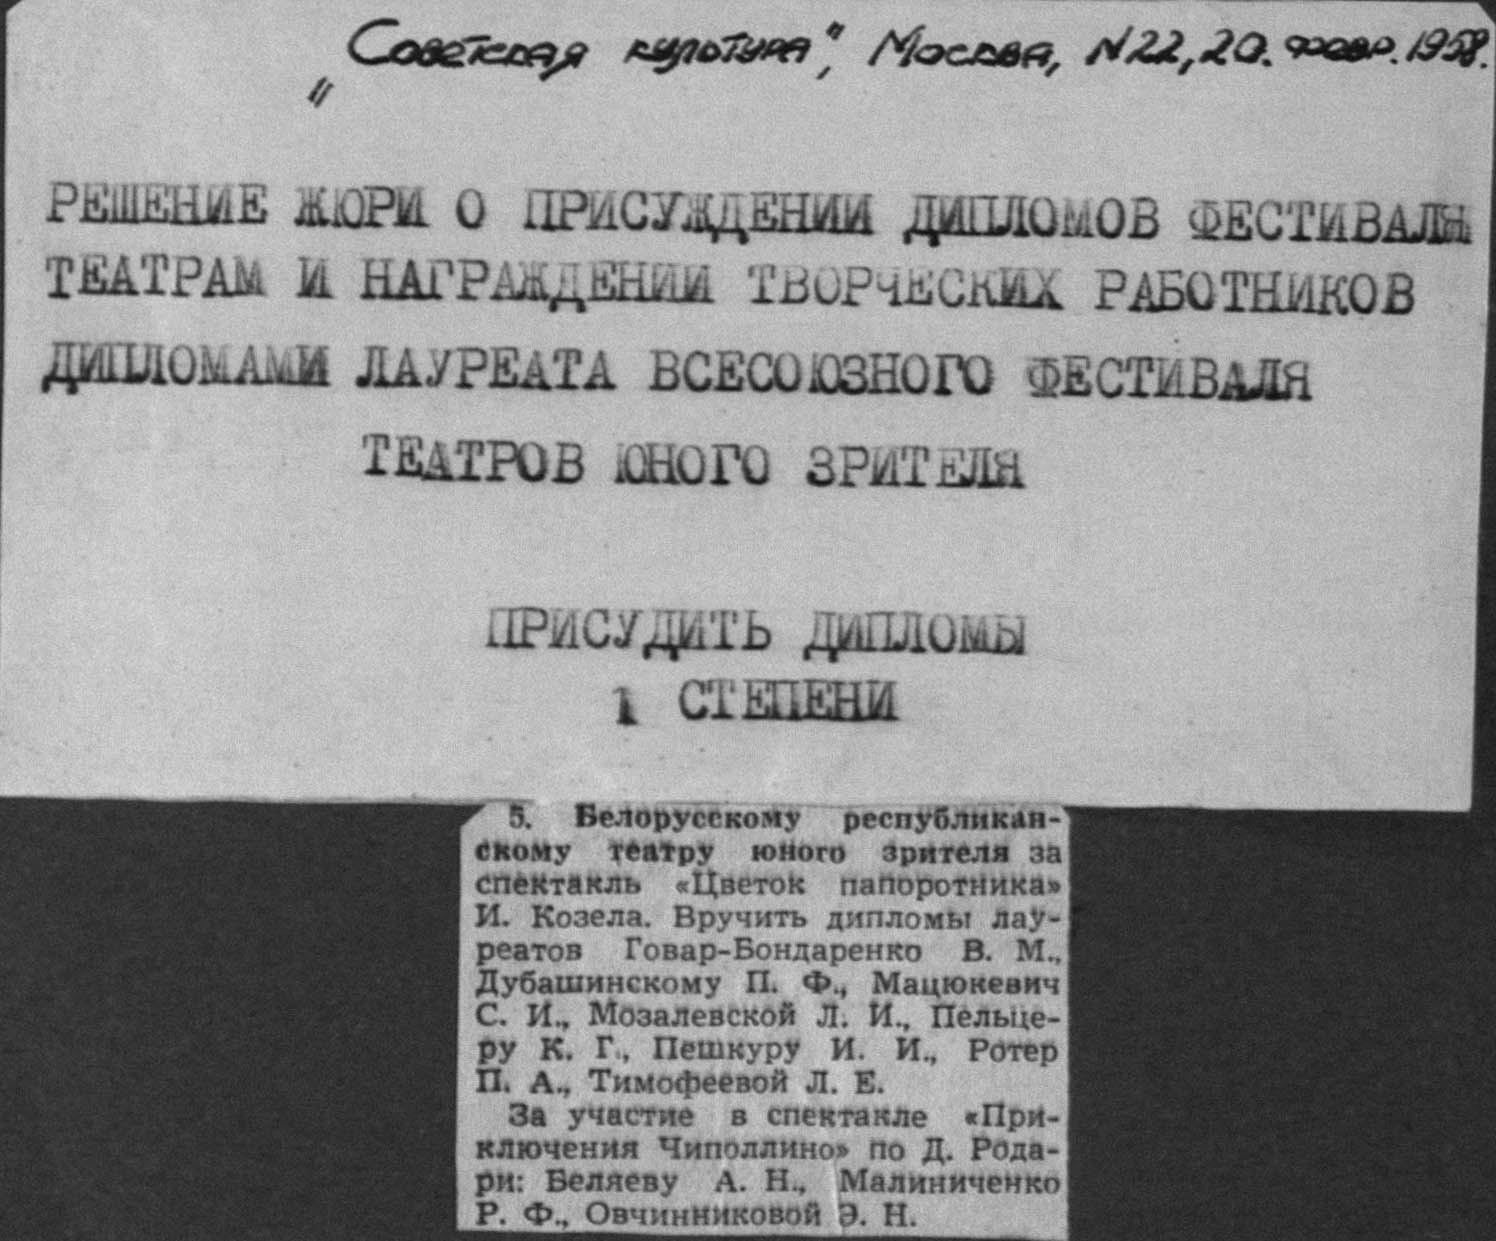 „Советская культура", Москва, N22, 20. февр. 1958.
РЕШЕНИЕ ЖЮРИ О ПРИСУЖДЕНИИ ДИПЛОМОВ ФЕСТИВАЛЯ
ТЕАТРАМ И НАГРАЖДЕНИИ ТВОРЧЕСКИХ РАБОТНИКОВ
ДИПЛОМАМИ ЛАУРЕАТА ВСЕСОЮЗНОГО ФЕСТИВАЛЯ
ТЕАТРОВ ЮНОГО ЗРИТЕЛЯ
ПРИСУДИТЬ ДИПЛОМЫ
1 СТЕПЕНИ
5. Белорусскому республикан-
скому театру юного зрителя за
спектакль «Цветок папоротника»
И. Козела. Вручить дипломы лау-
реатов Говар-Бондаренко В. М.,
Дубашинскому П. Ф., Мацюкевич
С. И., Мозалевской Л. И., Пельце-
ру К. Г., Пешкуру И. И., Ротер
П. А., Тимофеевой Л. Е.
За участие в спектакле «При-
ключения Чиполлино» по Д. Рода-
ри: Беляеву А. Н., Малиниченко
Р. Ф., Овчинниковой Э. Н.